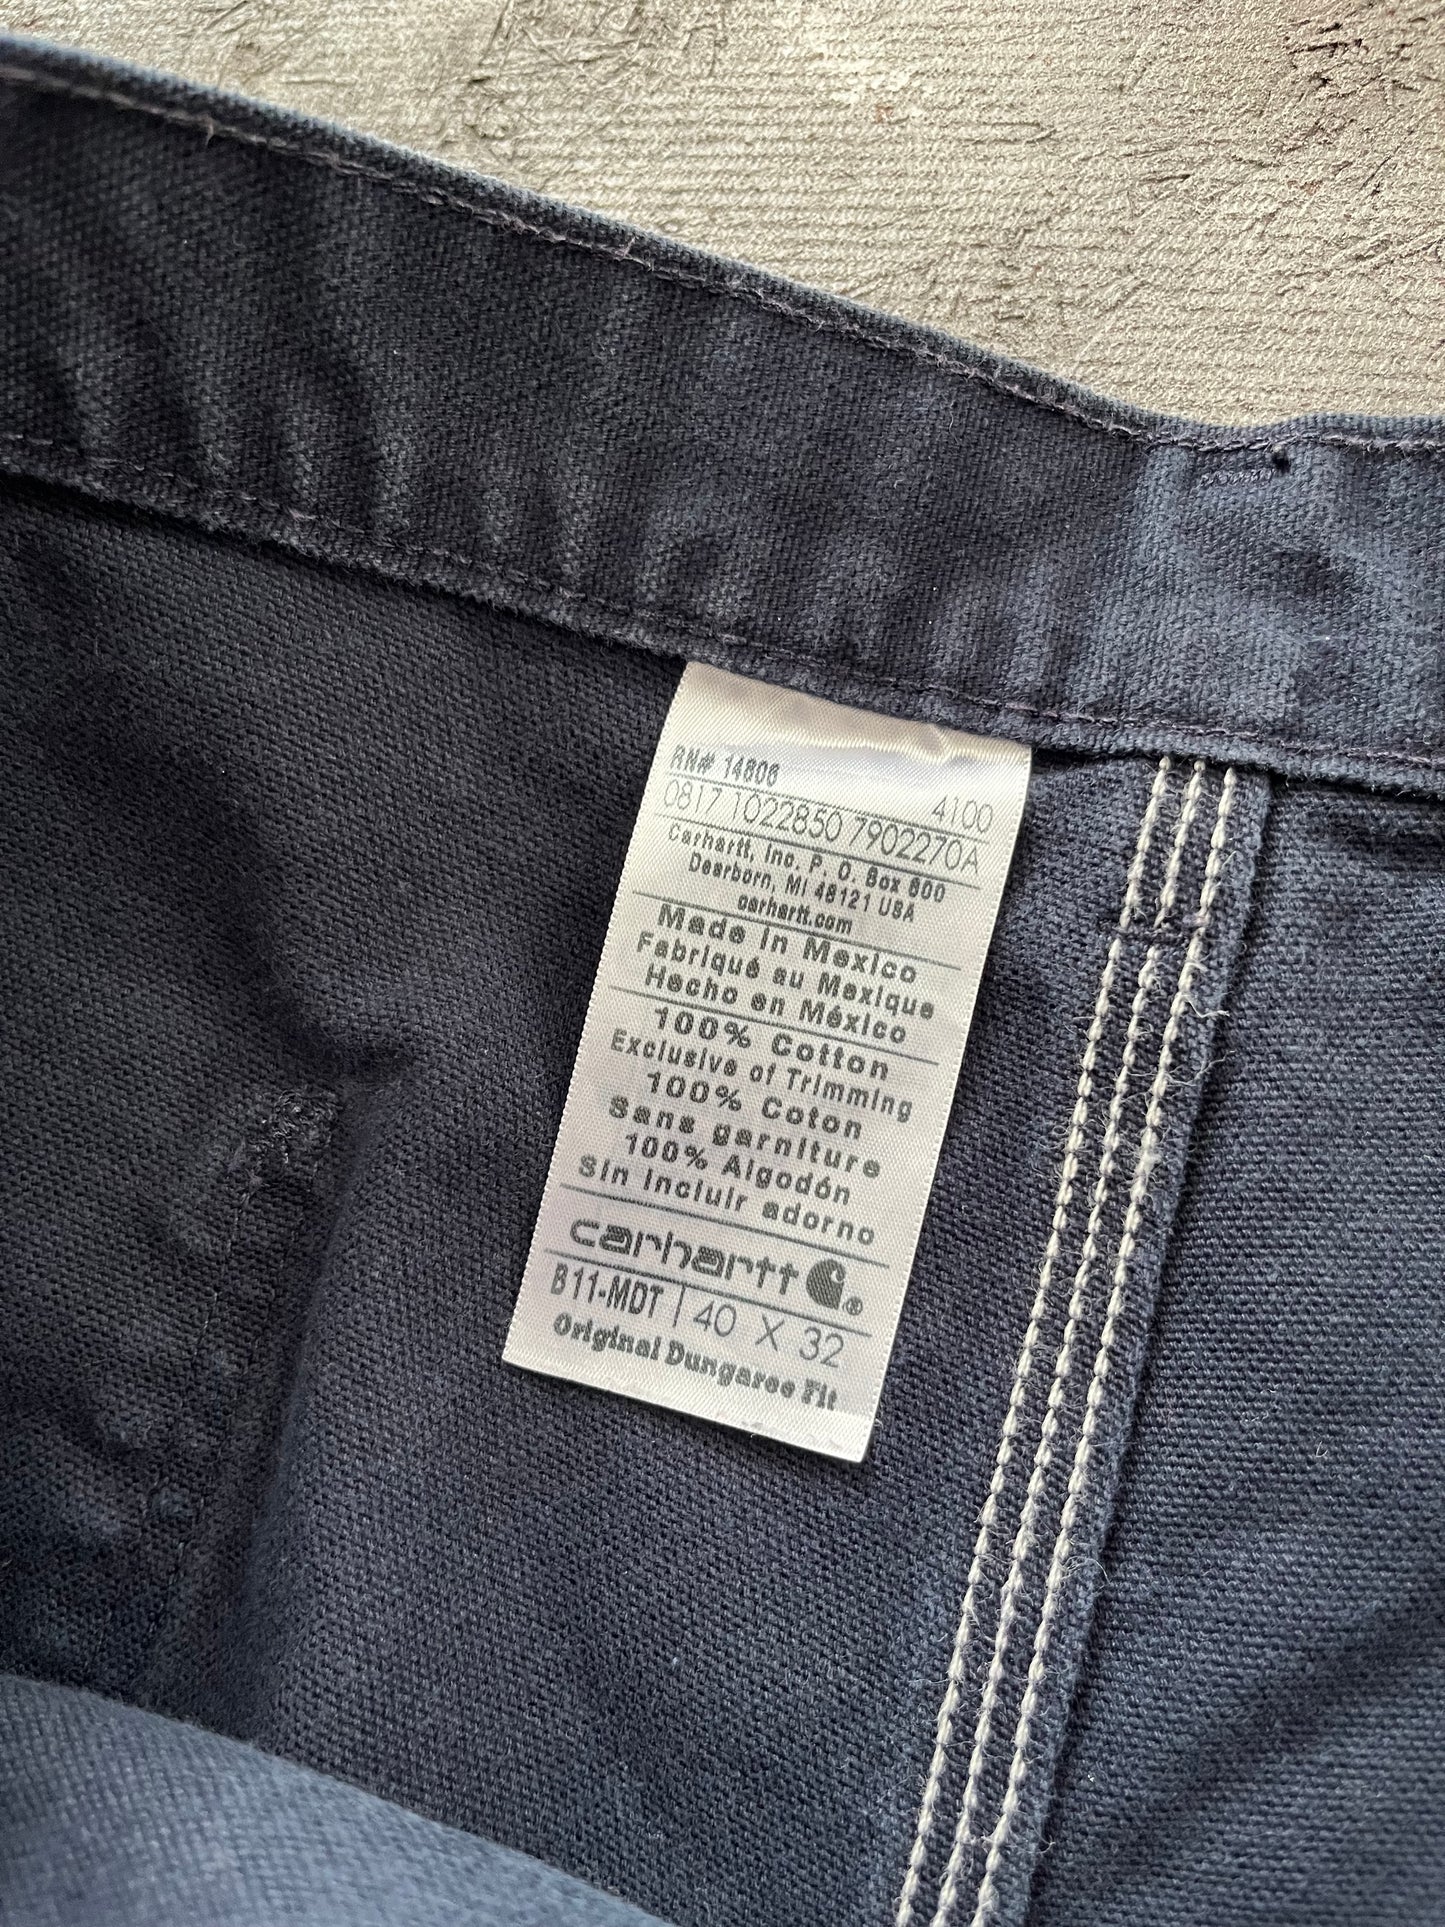 RN# 14806
4100
0817 1022850 7902270A
Carhartt, Inc. P. O. Box 600
Dearborn, MI 48121 USA
carhartt.com
Made in Mexico
Fabriqué au Mexique
Hecho en México
100% Cotton
Exclusive of Trimming
100% Coton
Sans garniture
100% Algodón
Sin incluir adorno
carhartt ®
B11-MDT | 40 X 32
Original Dungaree Fit